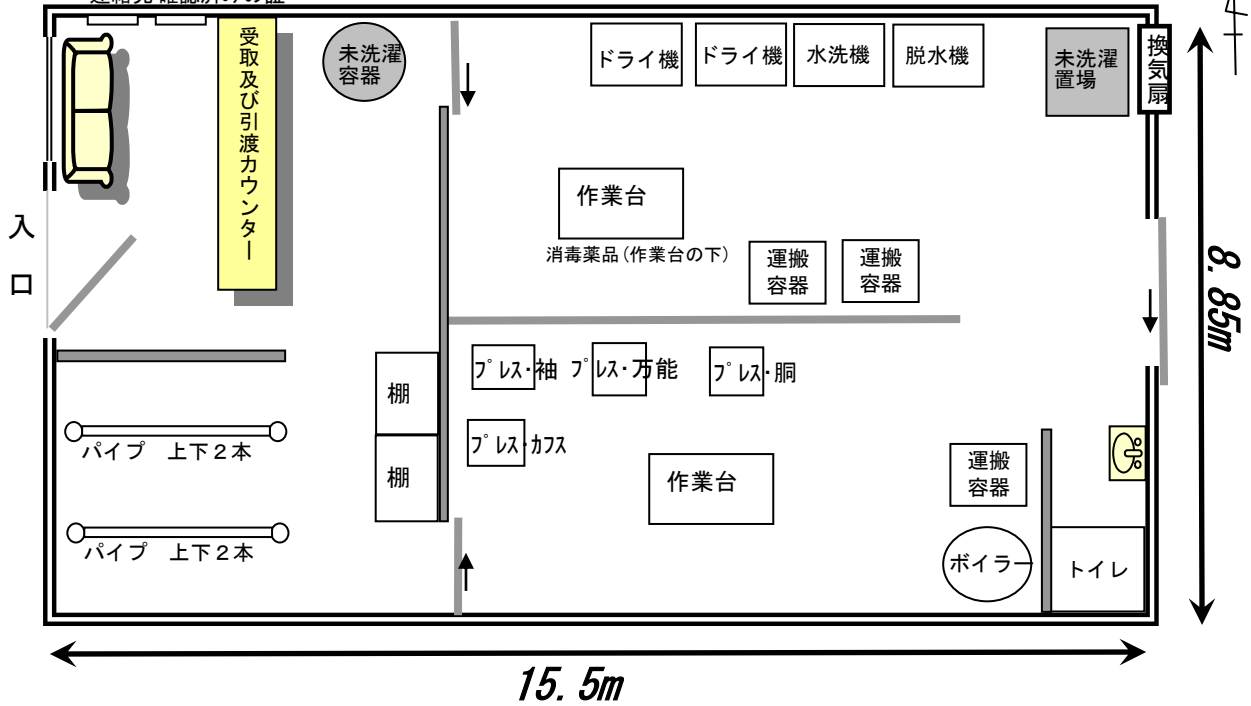 受取及び引渡カウンター
未洗濯
容器
ドライ機
ドライ機
水洗機
脱水機
未洗濯
置場
換気扇
作業台
消毒薬品(作業台の下)
運搬
容器
運搬
容器
入
口
8.85m
プレス・袖
プレス・万能
プレス・胴
棚
プレス・カフス
パイプ 上下2本
棚
作業台
運搬
容器
パイプ 上下2本
ボイラー
トイレ
15.5m